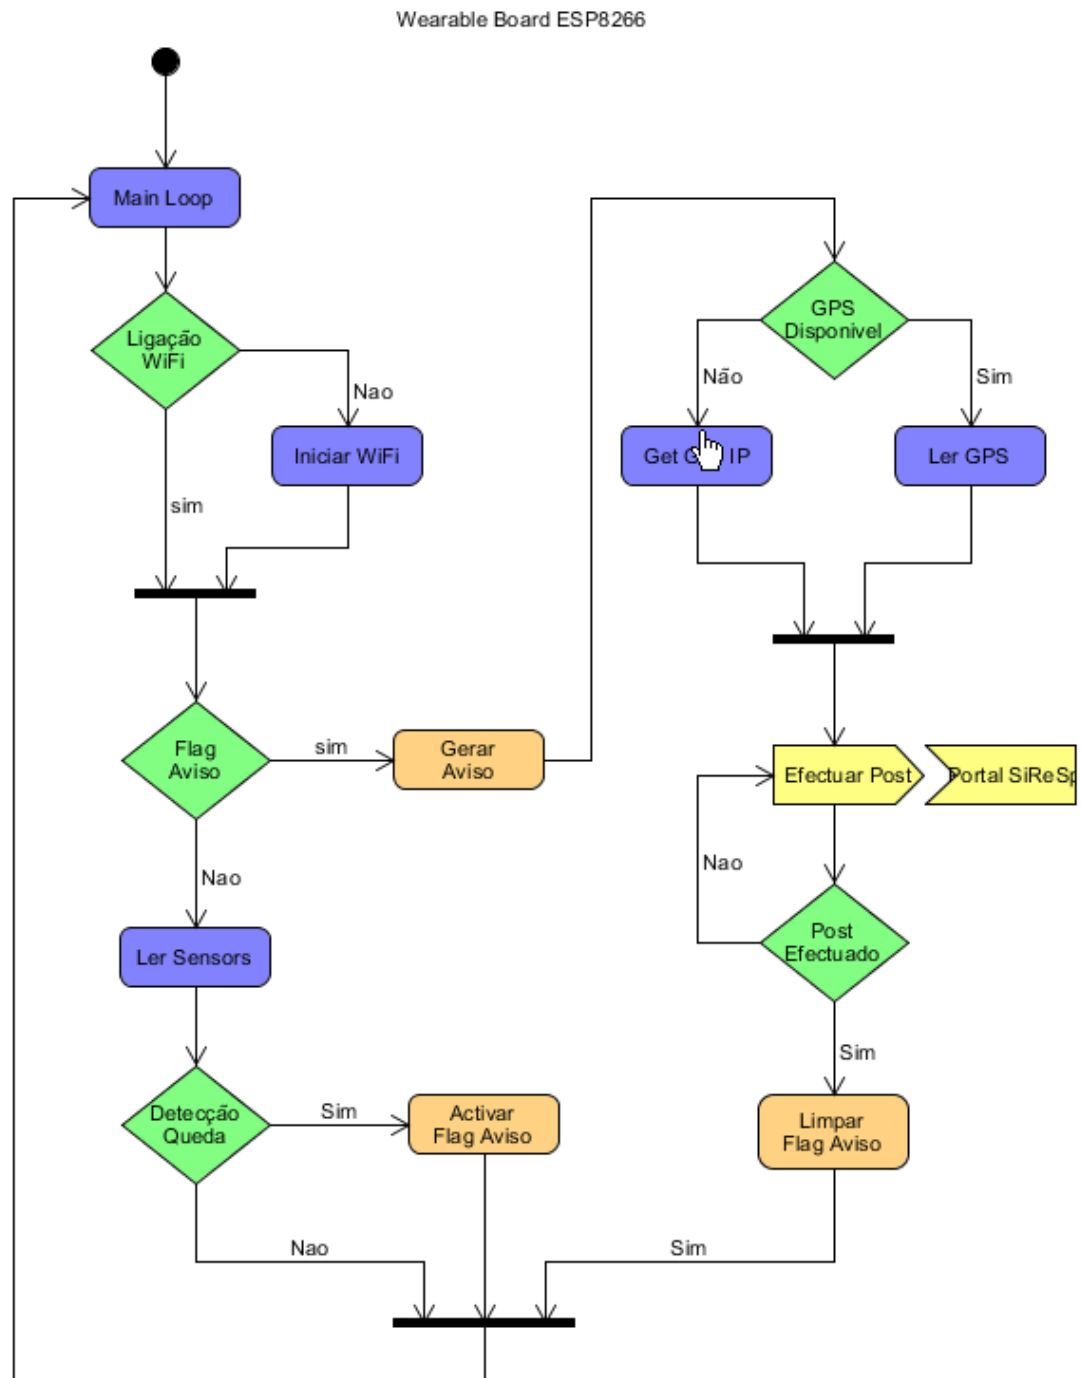 Wearable Board ESP8266
Main Loop
Ligação
WiFi
Nao
Iniciar WiFi
sim
Flag
Aviso
sim
Gerar
Aviso
Nao
Ler Sensors
Detecção
Queda
Sim
Activar
Flag Aviso
Nao
GPS
Disponivel
Não
Sim
Get IP
Ler GPS
Efectuar Post
Portal SiReSp
Nao
Post
Efectuado
Sim
Limpar
Flag Aviso
Sim